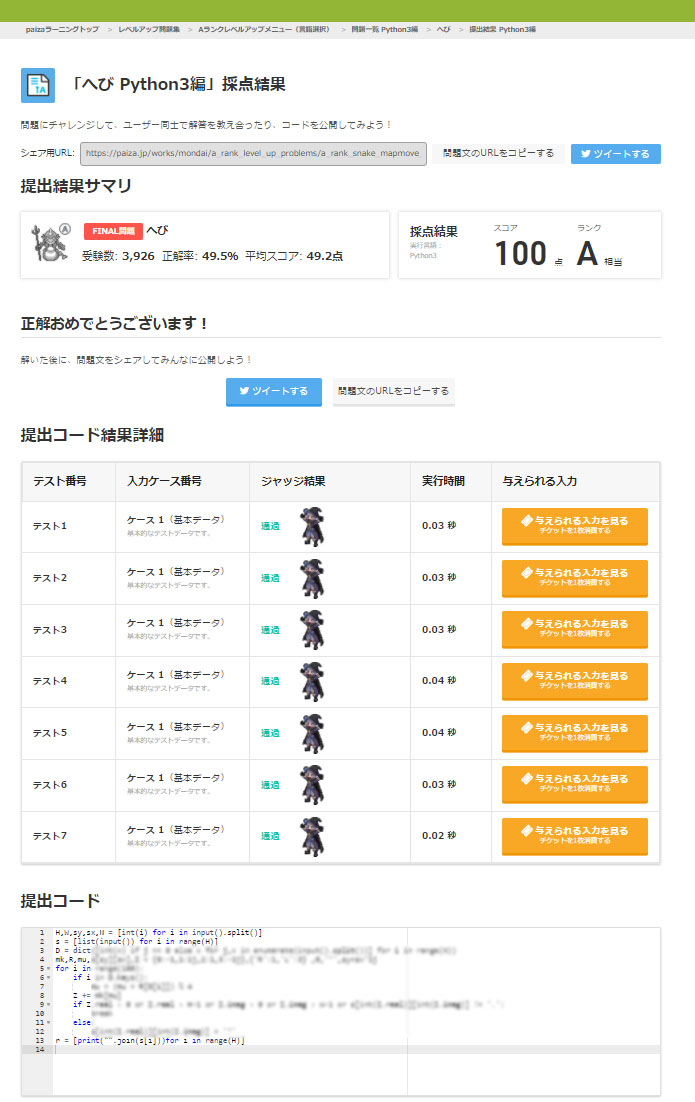 paizaラーニングトップ > レベルアップ問題集 > Aランクレベルアップメニュー（言語選択） > 問題一覧 Python3編 > へび > 提出結果 Python3編
「へび Python3編」採点結果
問題にチャレンジして、ユーザー同士で解答を教え合ったり、コードを公開してみよう！
シェア用URL: https://paiza.jp/works/mondai/a_rank_level_up_problems/a_rank_snake_mapmove 問題文のURLをコピーする ツイートする
提出結果サマリ
FINAL問題 へび
受験数: 3,926 正解率: 49.5% 平均スコア: 49.2点
採点結果
実行言語：
Python3
スコア
100 点
ランク
A 相当
正解おめでとうございます！
解いた後に、問題文をシェアしてみんなに公開しよう！
ツイートする 問題文のURLをコピーする
提出コード結果詳細
テスト番号 入力ケース番号 ジャッジ結果 実行時間 与えられる入力
テスト1 ケース 1（基本データ） 通過 0.03 秒 与えられる入力を見る
基本的なテストデータです。 チケットを1枚消費する
テスト2 ケース 1（基本データ） 通過 0.03 秒 与えられる入力を見る
基本的なテストデータです。 チケットを1枚消費する
テスト3 ケース 1（基本データ） 通過 0.03 秒 与えられる入力を見る
基本的なテストデータです。 チケットを1枚消費する
テスト4 ケース 1（基本データ） 通過 0.04 秒 与えられる入力を見る
基本的なテストデータです。 チケットを1枚消費する
テスト5 ケース 1（基本データ） 通過 0.04 秒 与えられる入力を見る
基本的なテストデータです。 チケットを1枚消費する
テスト6 ケース 1（基本データ） 通過 0.03 秒 与えられる入力を見る
基本的なテストデータです。 チケットを1枚消費する
テスト7 ケース 1（基本データ） 通過 0.02 秒 与えられる入力を見る
基本的なテストデータです。 チケットを1枚消費する
提出コード
1 H,W,sy,sx,N = [int(i) for i in input().split()]
2 s = [list(input()) for i in range(H)]
3 D = dict
4 mk,R,mu,
5 for i in
6 if i
7
8 Z +=
9 if Z
10
11 else
12
13 r = [print("".join(s[i]))for i in range(H)]
14